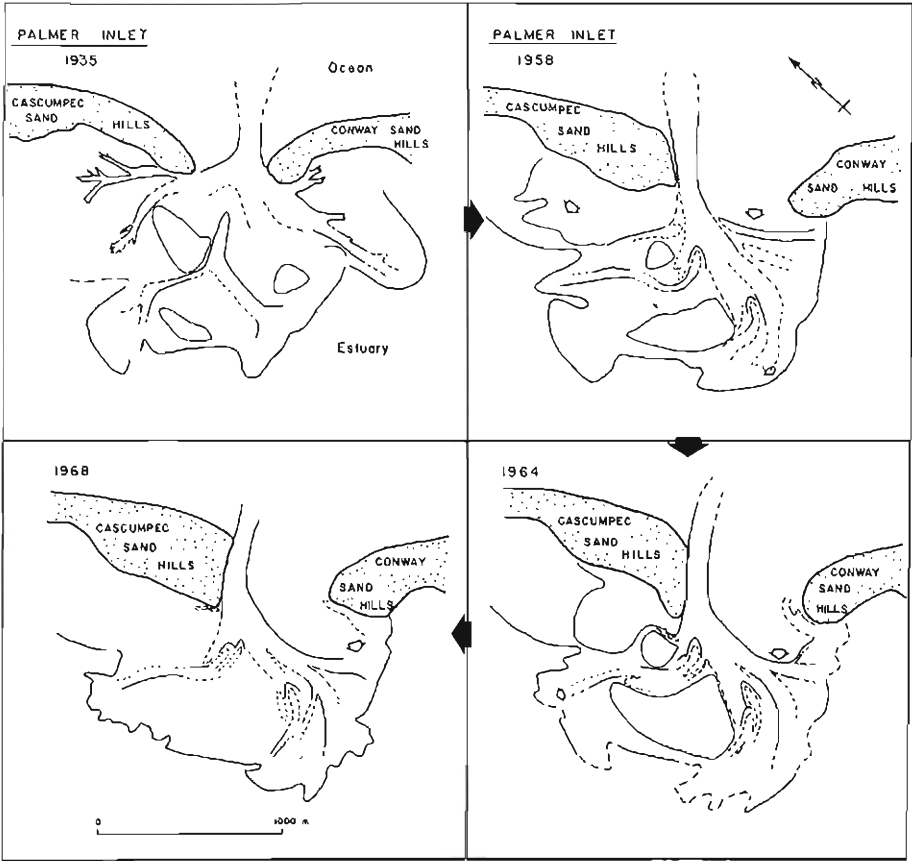 PALMER INLET
1935
Ocean
CASCUMPEC
SAND
HILLS
CONWAY SAND
HILLS
Estuary
PALMER INLET
1958
N
CASCUMPEC
SAND
HILLS
CONWAY
SAND HILLS
1968
CASCUMPEC
SAND
HILLS
CONWAY
SAND
HILLS
0 1000 m
1964
CASCUMPEC
SAND
HILLS
CONWAY
SAND
HILLS